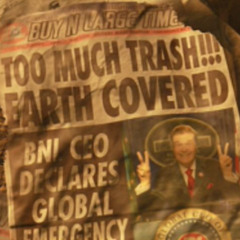 BUY N LARGE TIMES
TOO MUCH TRASH!!!
EARTH COVERED
BNL CEO
DECLARES
GLOBAL
EMERGENCY